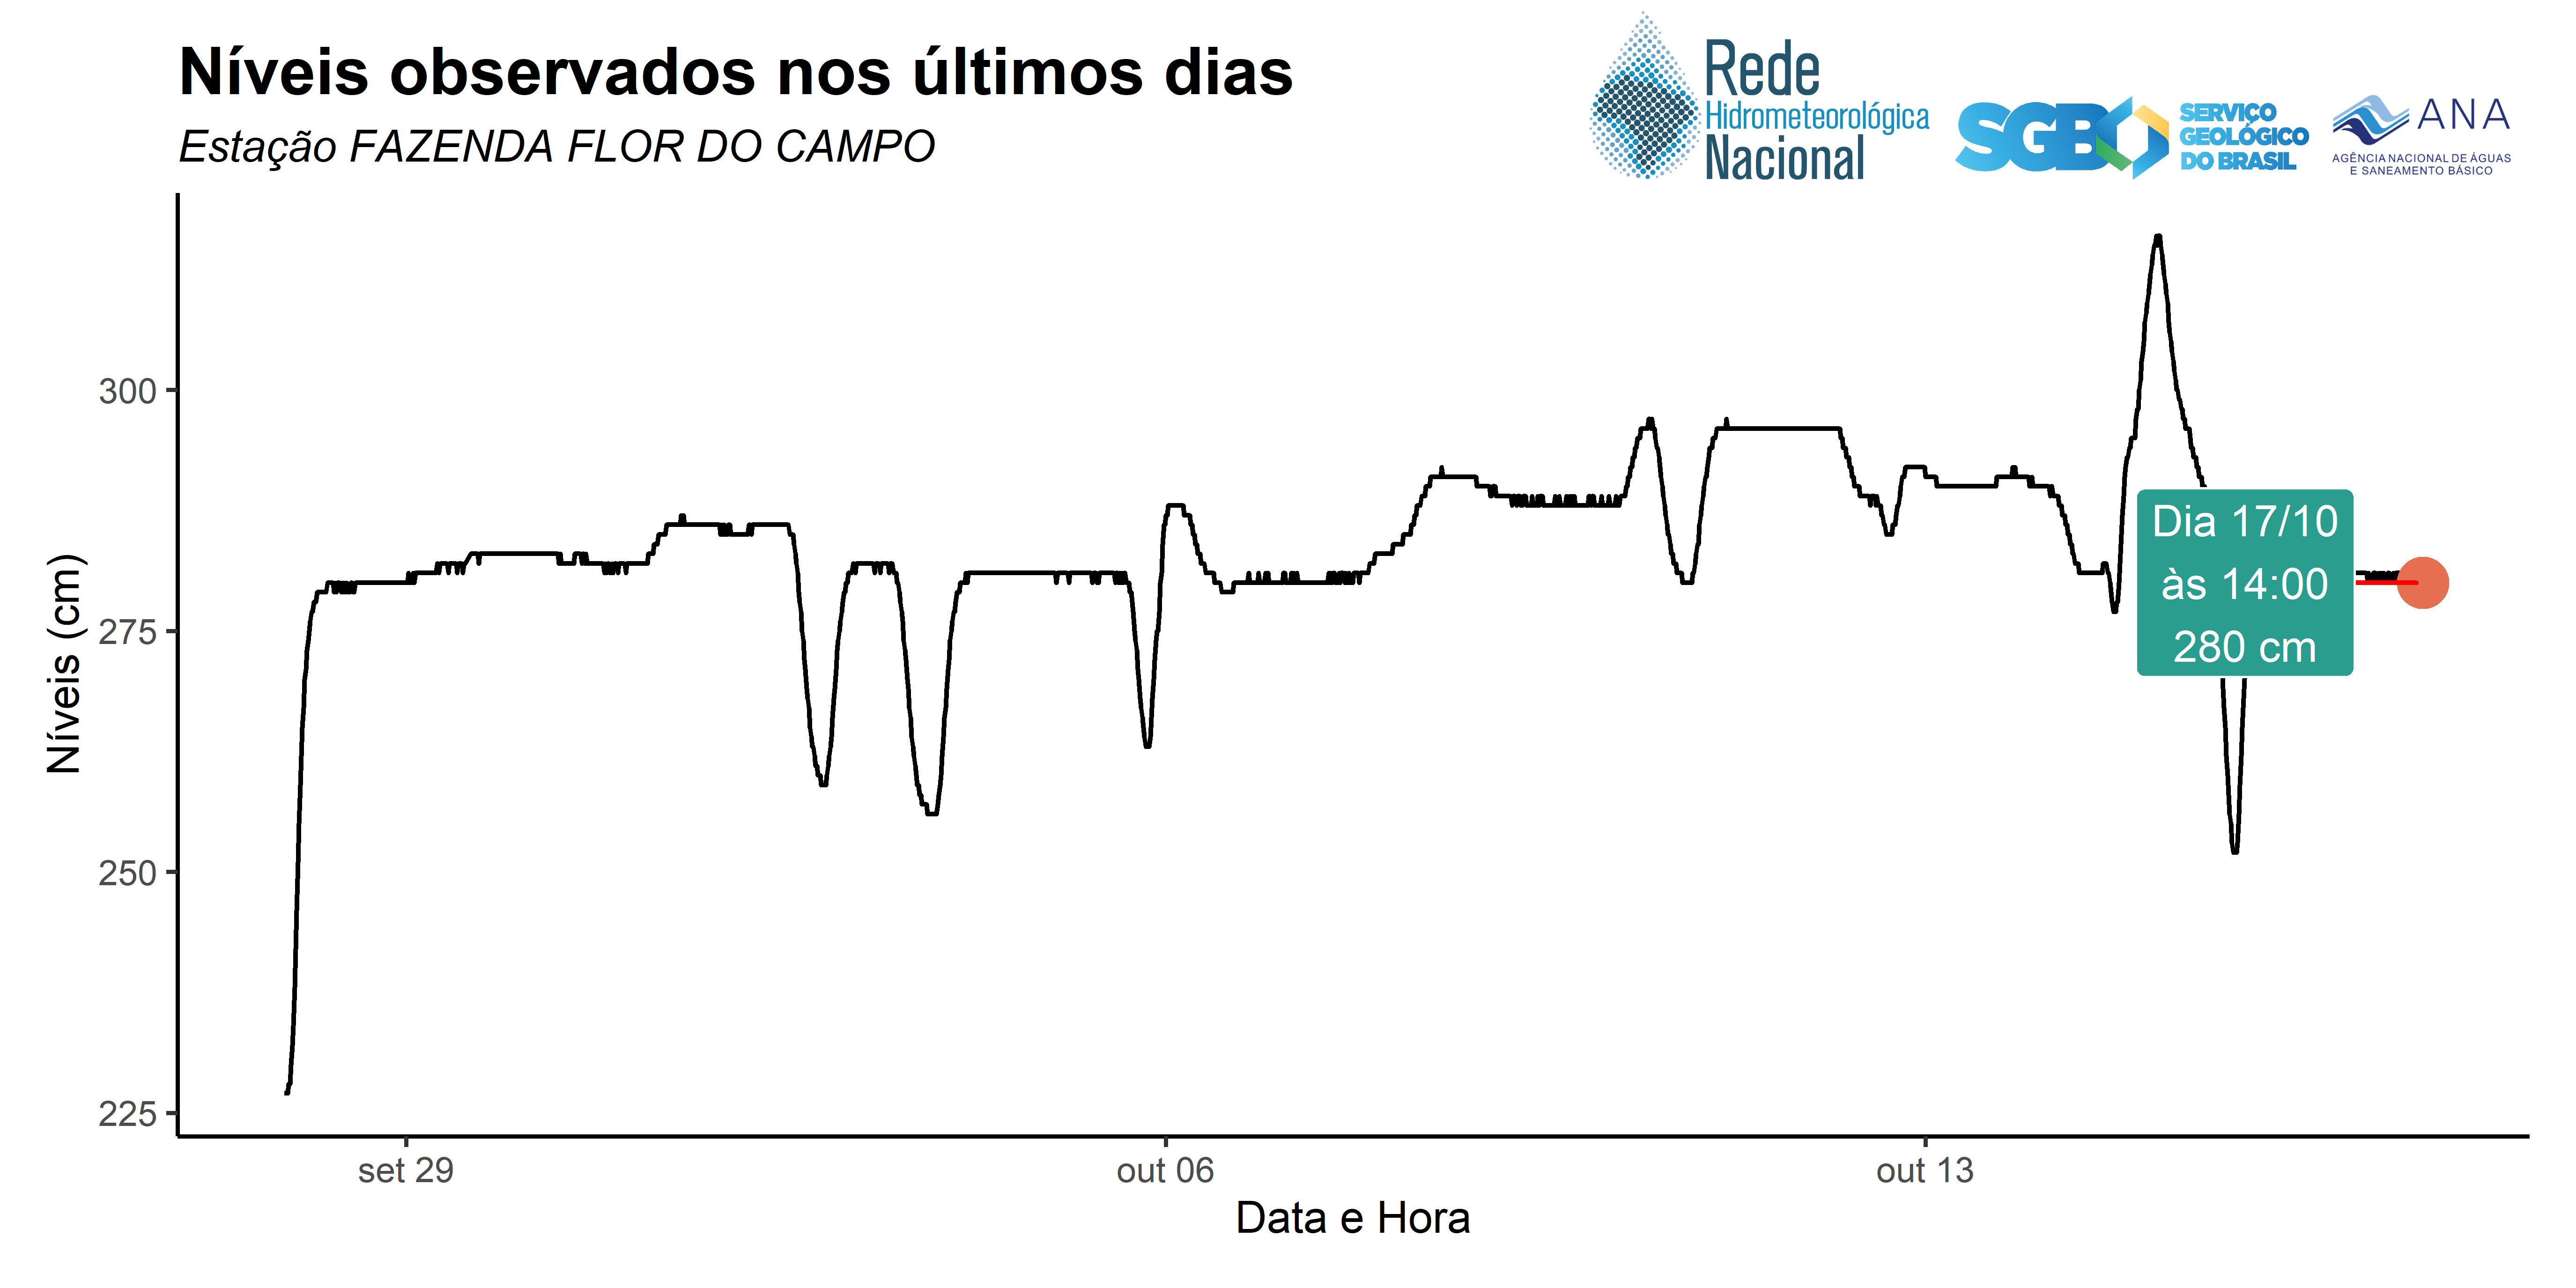 Níveis observados nos últimos dias
Estação FAZENDA FLOR DO CAMPO
Rede
Hidrometeorológica
Nacional
SGB
SERVIÇO
GEOLÓGICO
DO BRASIL
ANA
AGÊNCIA NACIONAL DE ÁGUAS
E SANEAMENTO BÁSICO
Níveis (cm)
300
275
250
225
Dia 17/10
às 14:00
280 cm
set 29
out 06
out 13
Data e Hora